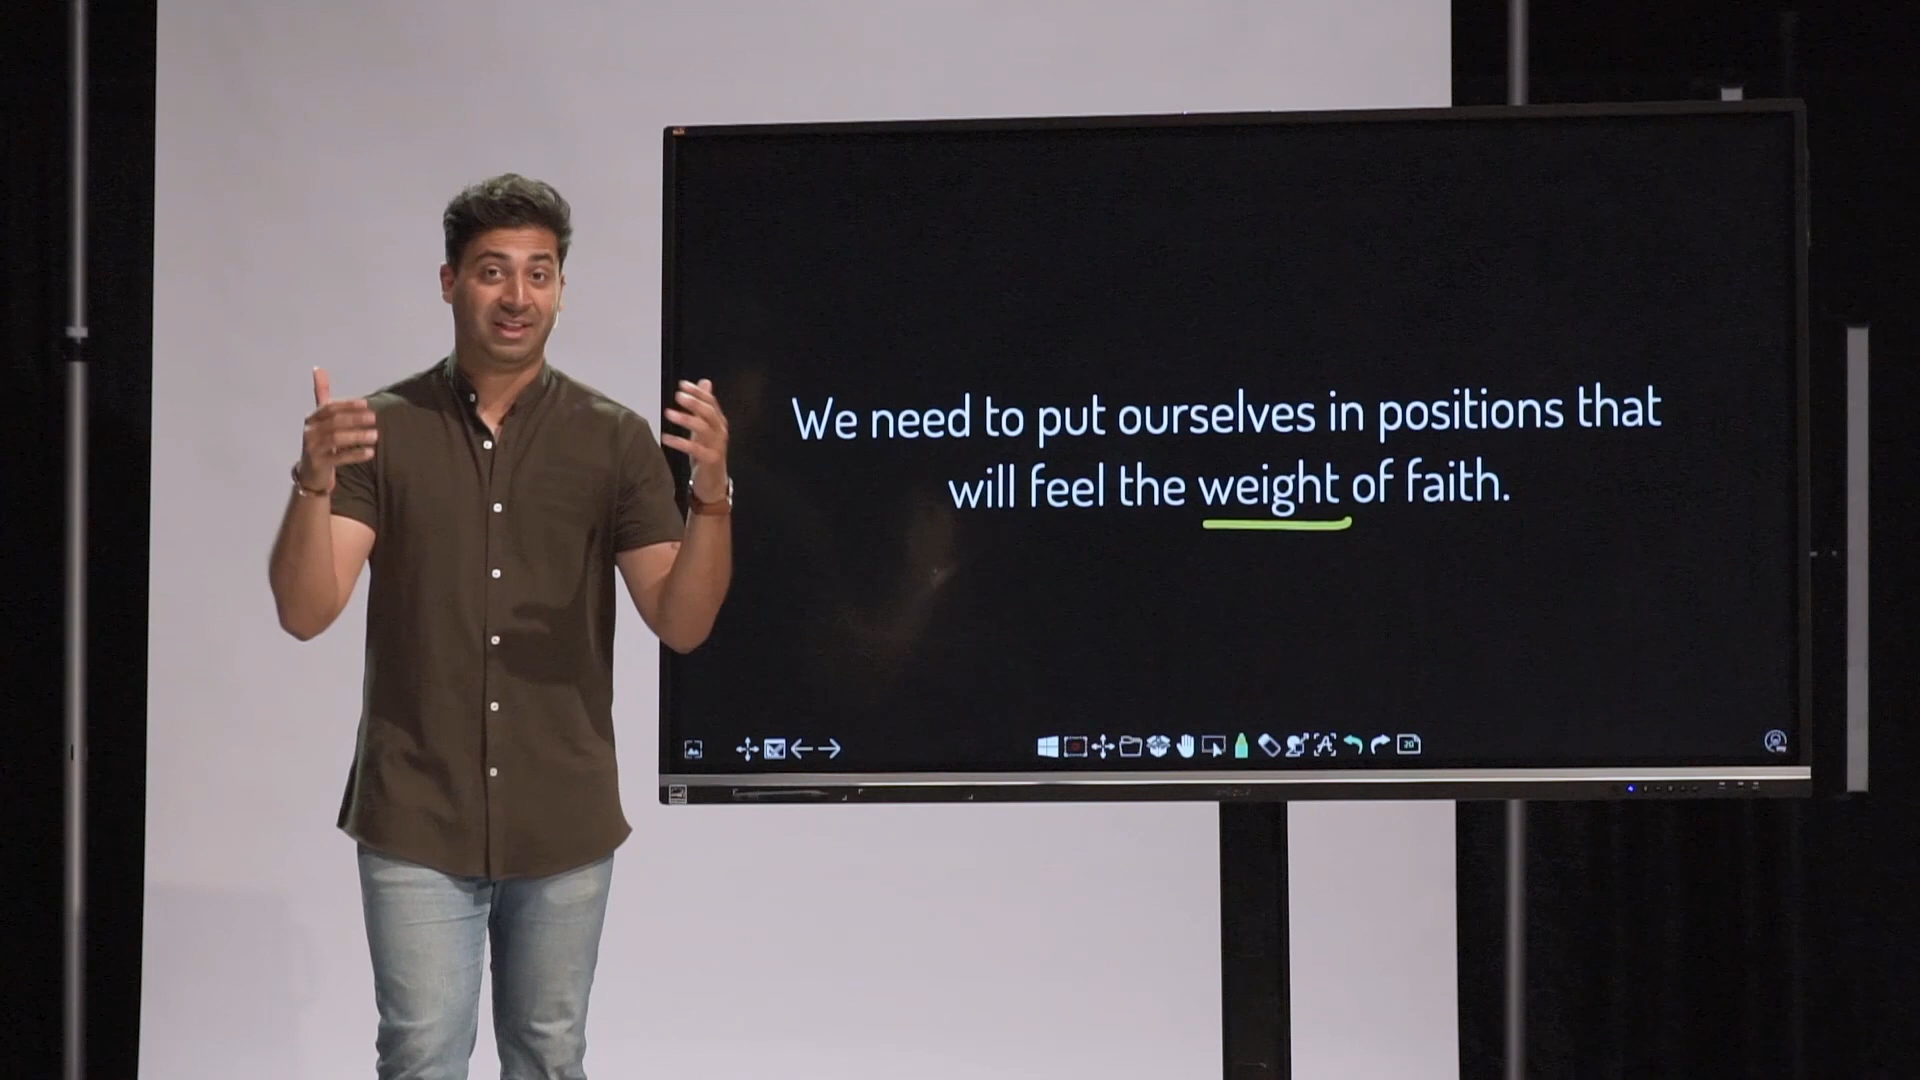 We need to put ourselves in positions that
will feel the weight of faith.